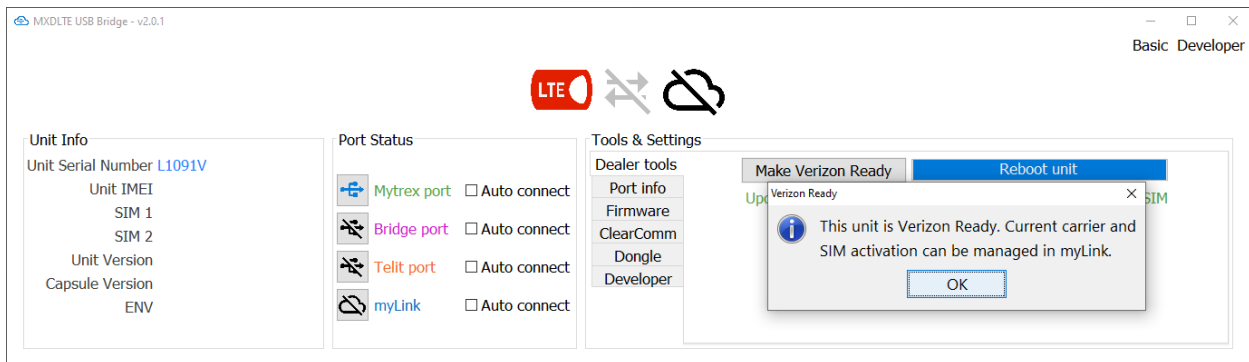 MXDLTE USB Bridge - v2.0.1
Basic Developer
LTE
Unit Info
Unit Serial Number L1091V
Unit IMEI
SIM 1
SIM 2
Unit Version
Capsule Version
ENV
Port Status
Mytrex port Auto connect
Bridge port Auto connect
Telit port Auto connect
myLink Auto connect
Tools & Settings
Dealer tools
Port info
Firmware
ClearComm
Dongle
Developer
Make Verizon Ready Reboot unit
SIM
Verizon Ready
This unit is Verizon Ready. Current carrier and
SIM activation can be managed in myLink.
OK